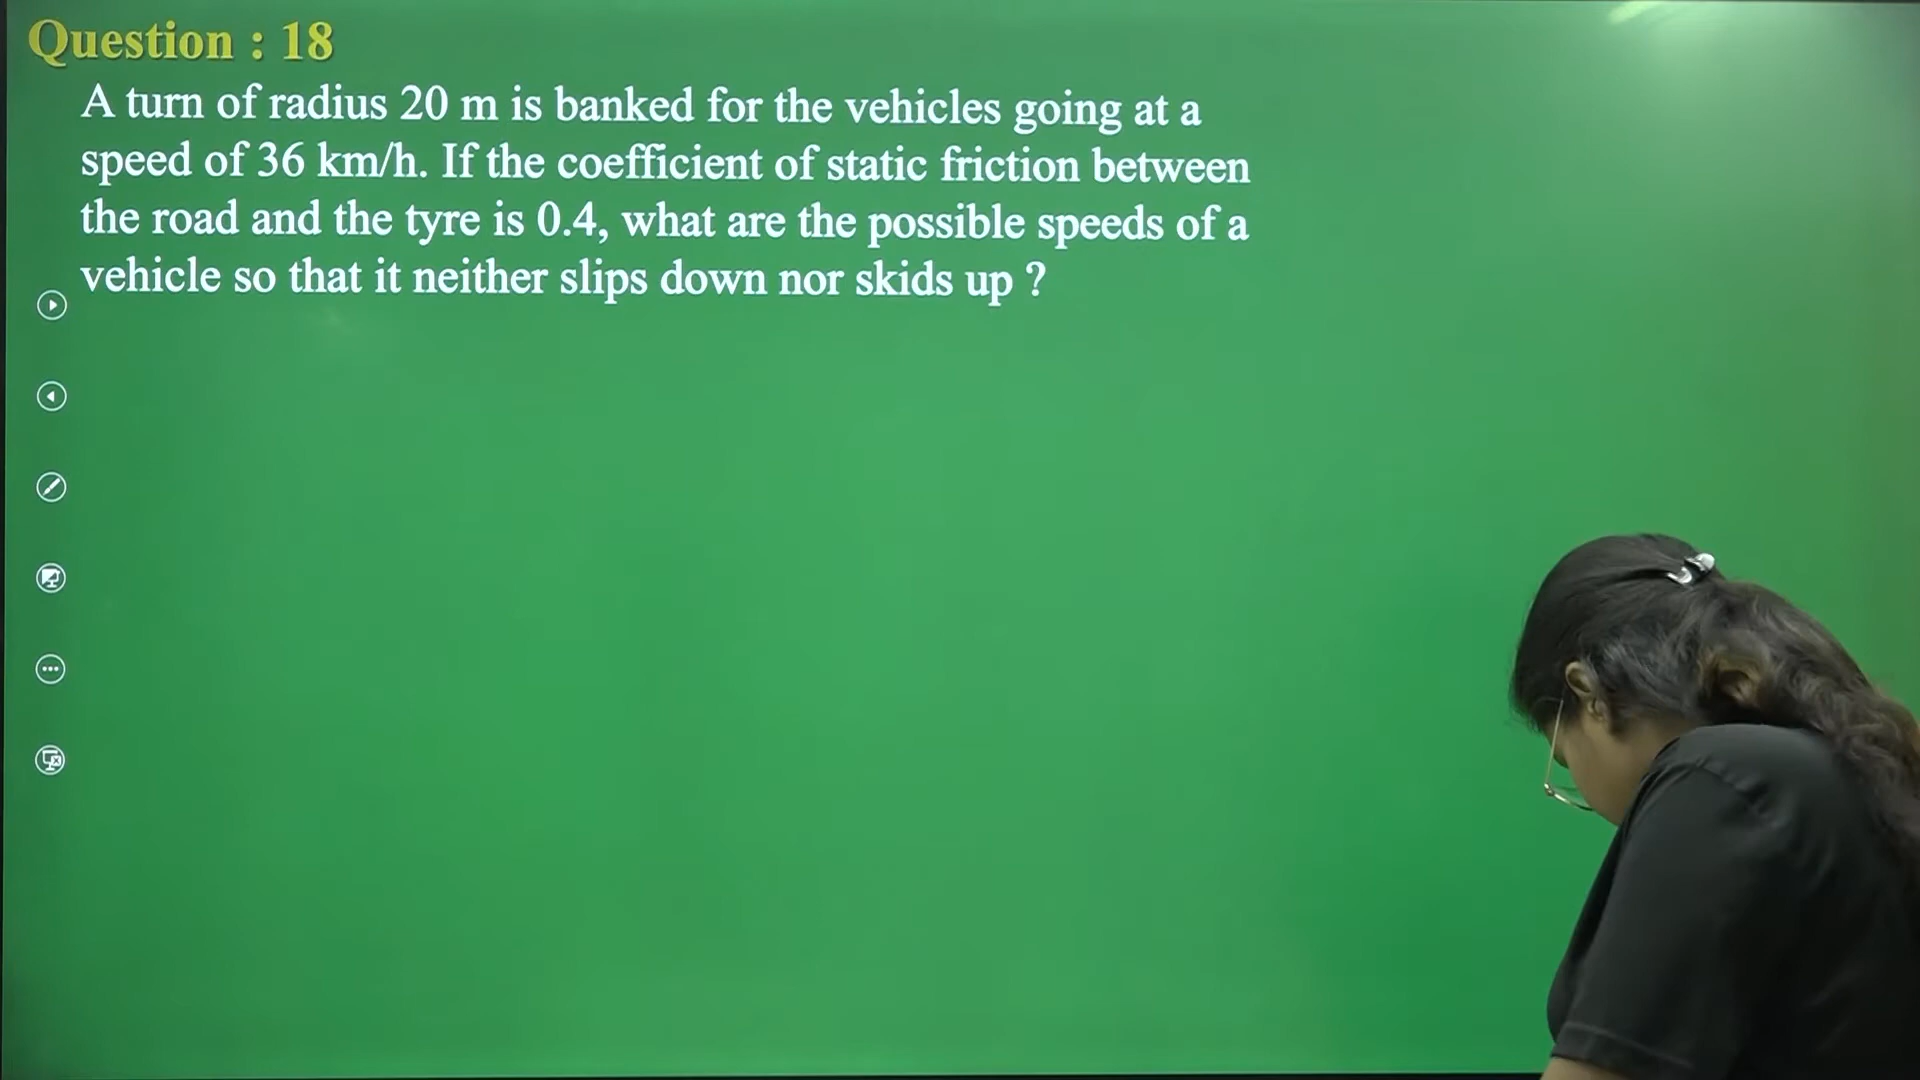 Question : 18
A turn of radius 20 m is banked for the vehicles going at a
speed of 36 km/h. If the coefficient of static friction between
the road and the tyre is 0.4, what are the possible speeds of a
vehicle so that it neither slips down nor skids up ?